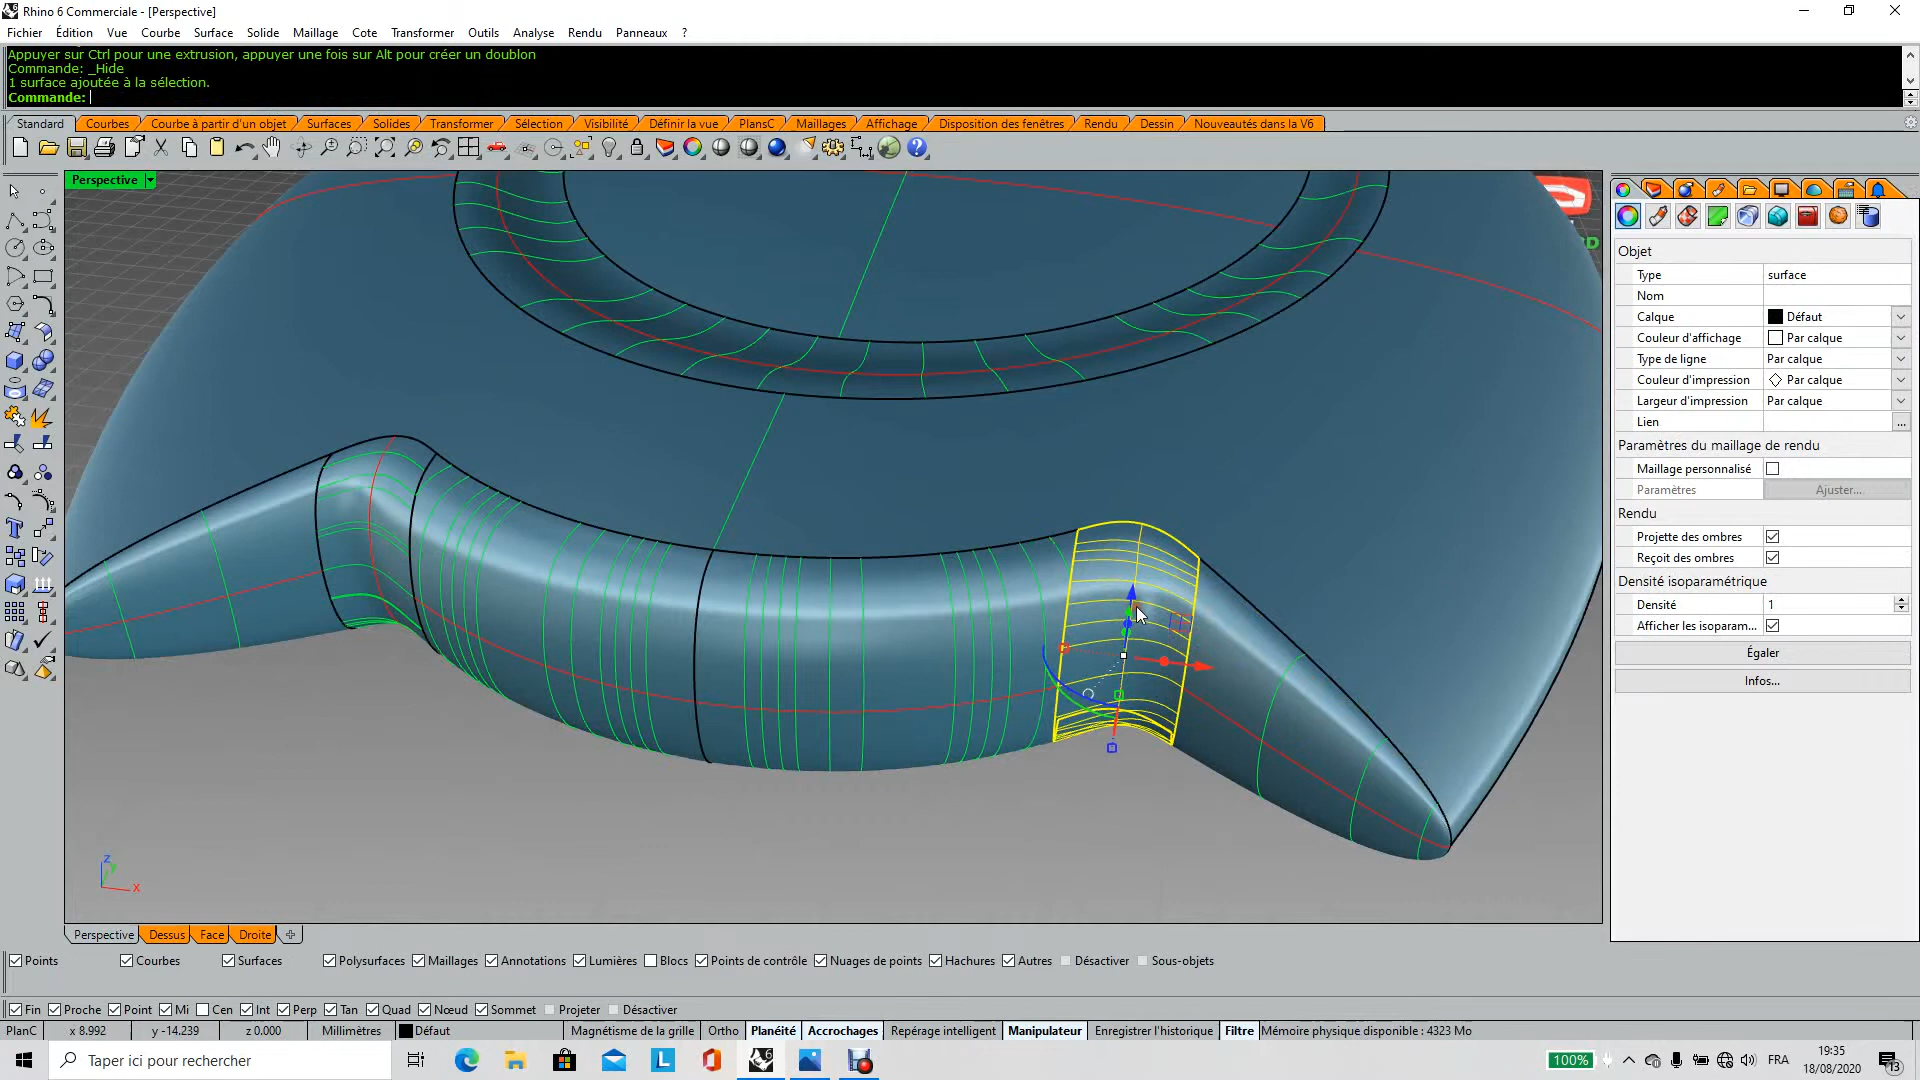 Rhino 6 Commerciale - [Perspective]
Fichier Édition Vue Courbe Surface Solide Maillage Cote Transformer Outils Analyse Rendu Panneaux ?
Appuyer sur Ctrl pour une extrusion, appuyer une fois sur Alt pour créer un doublon
Commande: _Hide
1 surface ajoutée à la sélection.
Commande:
Standard Courbes Courbe à partir d'un objet Surfaces Solides Transformer Sélection Visibilité Définir la vue PlansC Maillages Affichage Disposition des fenêtres Rendu Dessin Nouveautés dans la V6
Perspective
Objet
Type surface
Nom
Calque Défaut
Couleur d'affichage Par calque
Type de ligne Par calque
Couleur d'impression Par calque
Largeur d'impression Par calque
Lien ...
Paramètres du maillage de rendu
Maillage personnalisé
Paramètres Ajuster...
Rendu
Projette des ombres
Reçoit des ombres
Densité isoparamétrique
Densité 1
Afficher les isoparam...
Égaler
Infos...
z
y
x
Perspective Dessus Face Droite
Points Courbes Surfaces Polysurfaces Maillages Annotations Lumières Blocs Points de contrôle Nuages de points Hachures Autres Désactiver Sous-objets
Fin Proche Point Mi Cen Int Perp Tan Quad Nœud Sommet Projeter Désactiver
PlanC x 8.992 y -14.239 z 0.000 Millimètres Défaut Magnétisme de la grille Ortho Planéité Accrochages Repérage intelligent Manipulateur Enregistrer l'historique Filtre Mémoire physique disponible : 4323 Mo
Taper ici pour rechercher
100%
FRA
19:35
18/08/2020
13